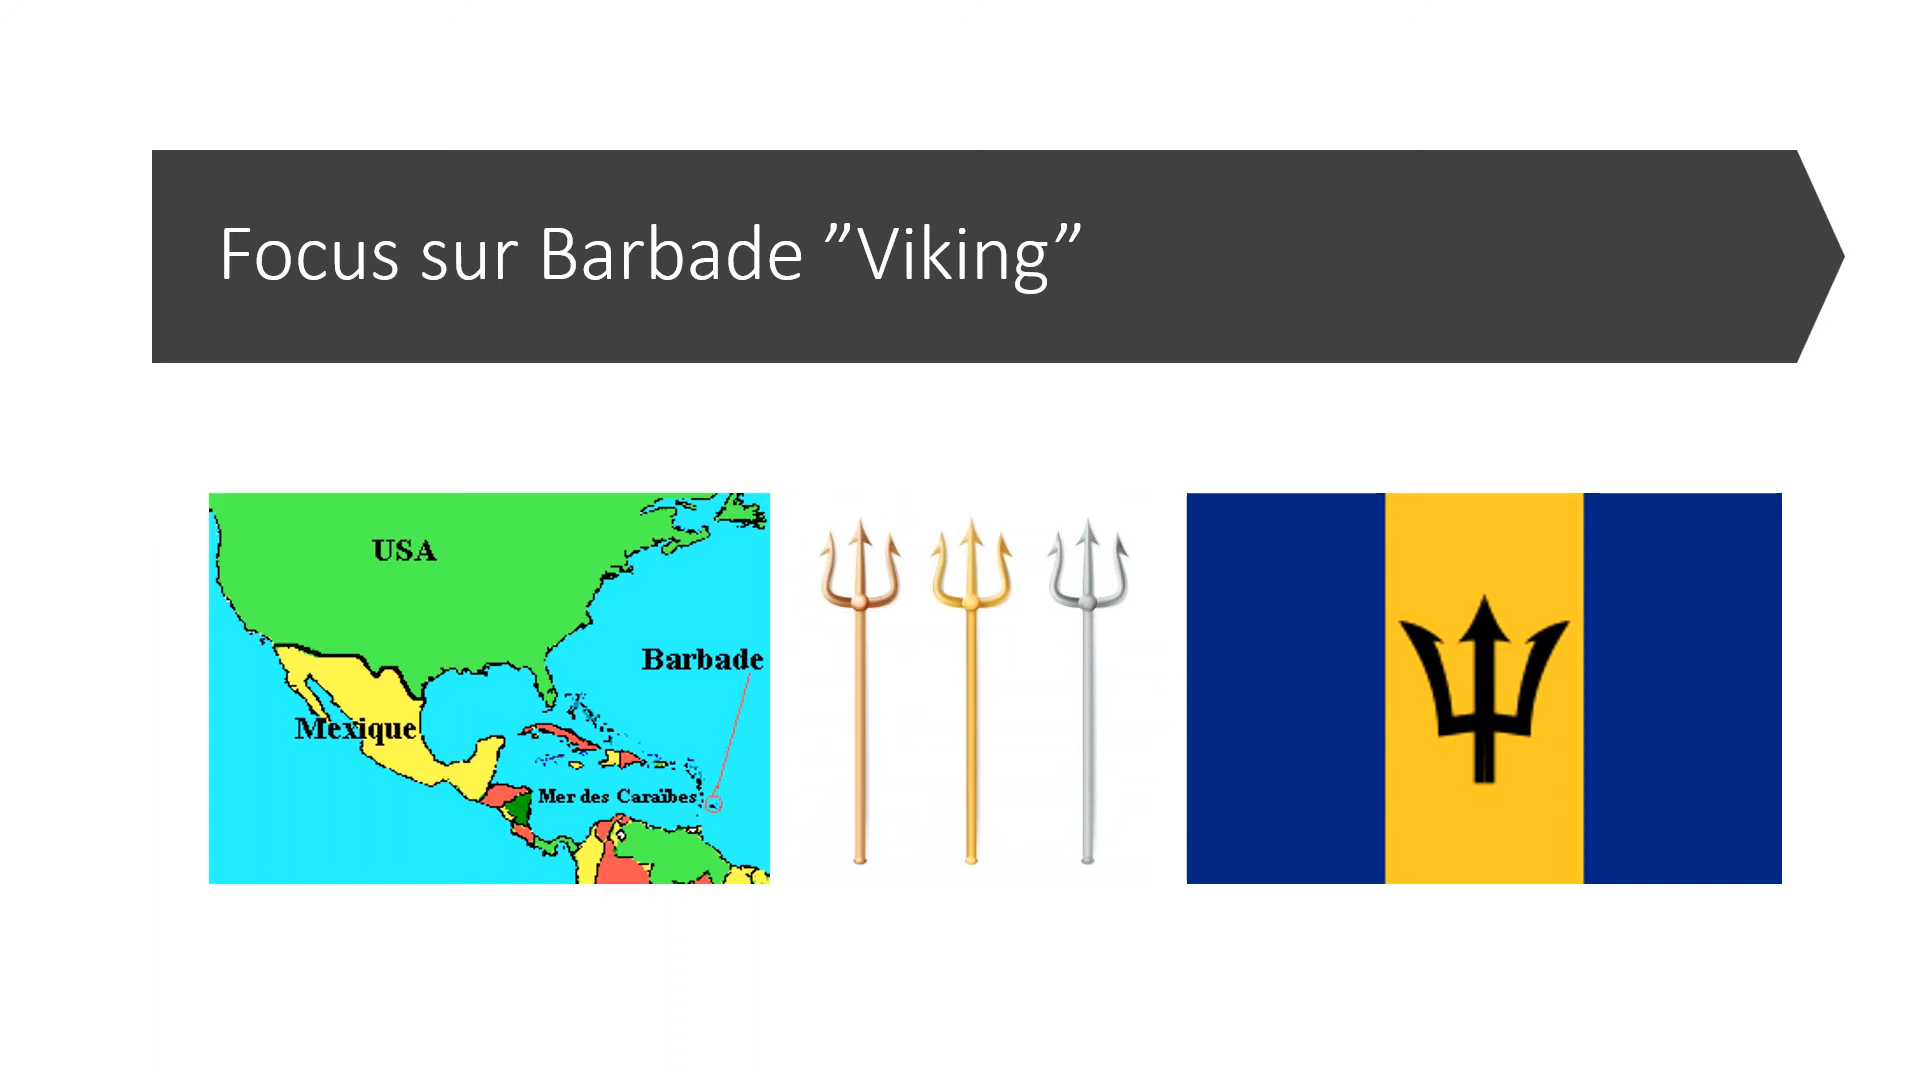 Focus sur Barbade ”Viking”
USA
Barbade
Mexique
Mer des Caraïbes